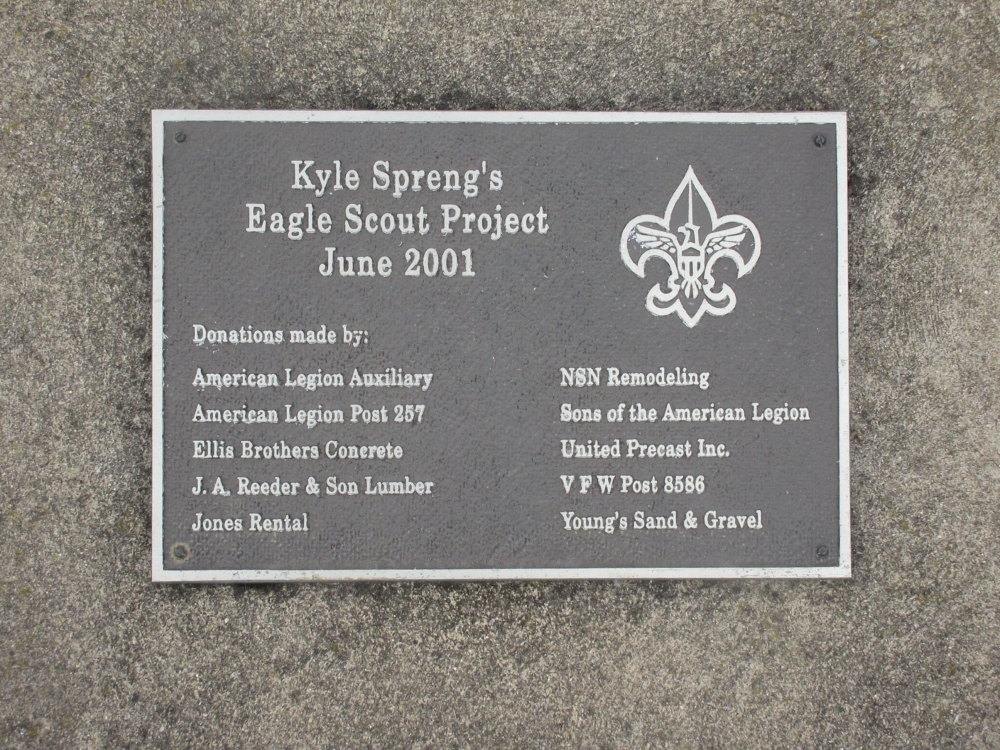 Kyle Spreng's
Eagle Scout Project
June 2001
Donations made by:
American Legion Auxiliary
American Legion Post 257
Ellis Brothers Concrete
J. A. Reeder & Son Lumber
Jones Rental
NSN Remodeling
Sons of the American Legion
United Precast Inc.
V F W Post 8586
Young's Sand & Gravel